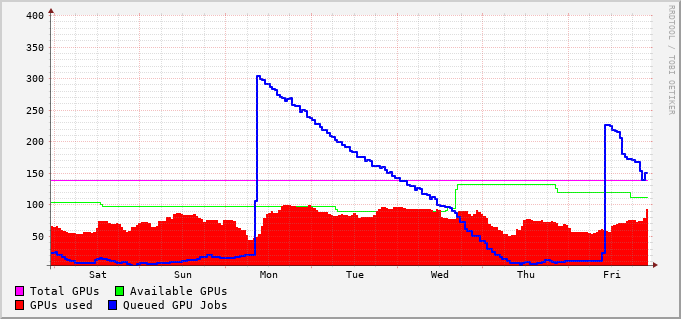 400
350
300
250
200
150
100
50
Sat Sun Mon Tue Wed Thu Fri
RRDTOOL / TOBI OETIKER
Total GPUs Available GPUs
GPUs used Queued GPU Jobs